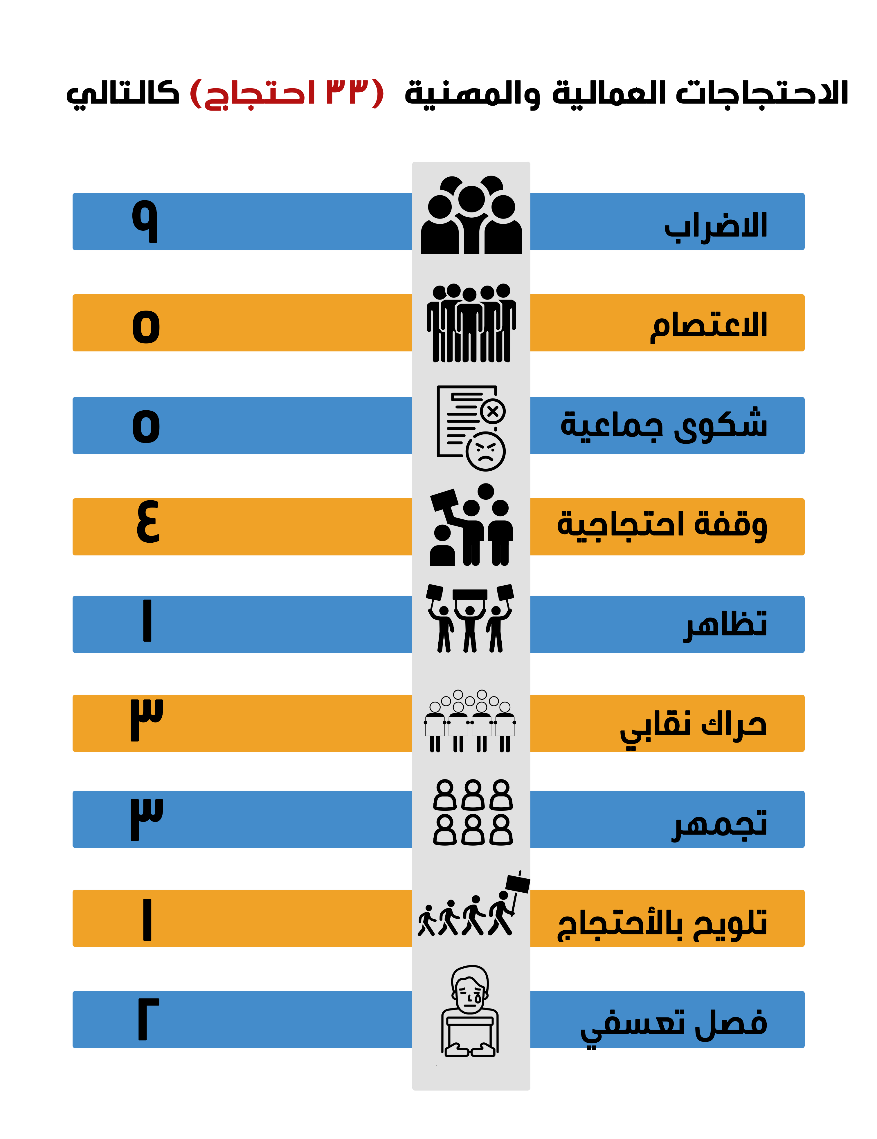 الاحتجاجات العمالية والمهنية (٣٣ احتجاج) كالتالي
الاضراب ٩
الاعتصام ٥
شكوى جماعية ٥
وقفة احتجاجية ٤
تظاهر ١
حراك نقابي ٣
تجمهر ٣
تلويح بالأحتجاج ١
فصل تعسفي ٢